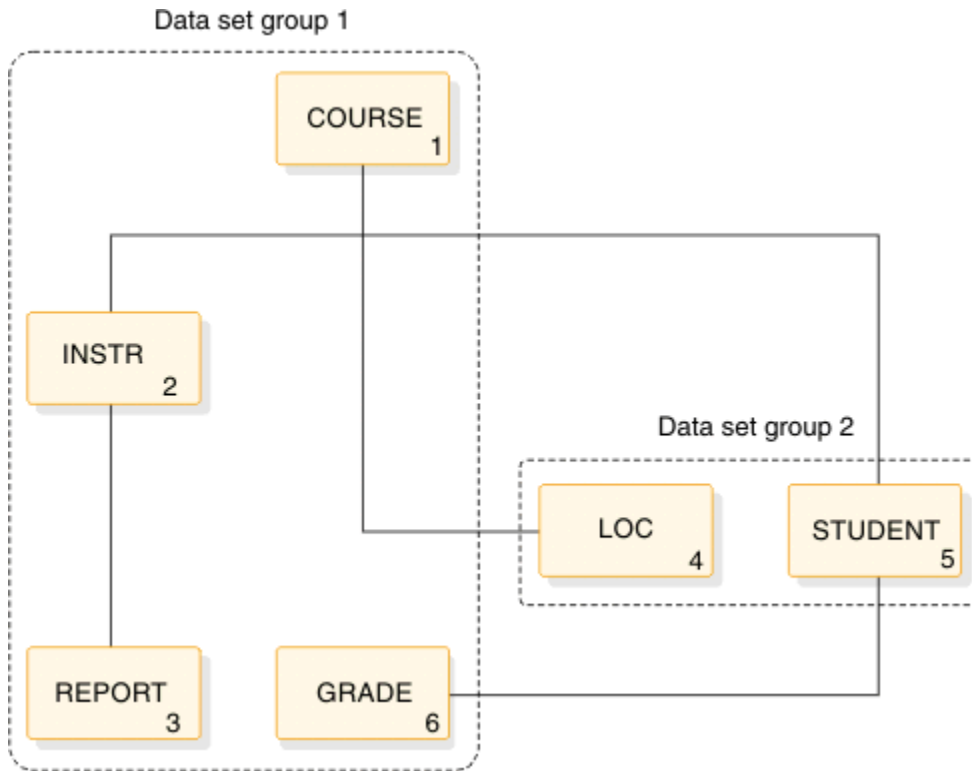 Data set group 1
COURSE
1
INSTR
2
Data set group 2
LOC
4
STUDENT
5
REPORT
3
GRADE
6